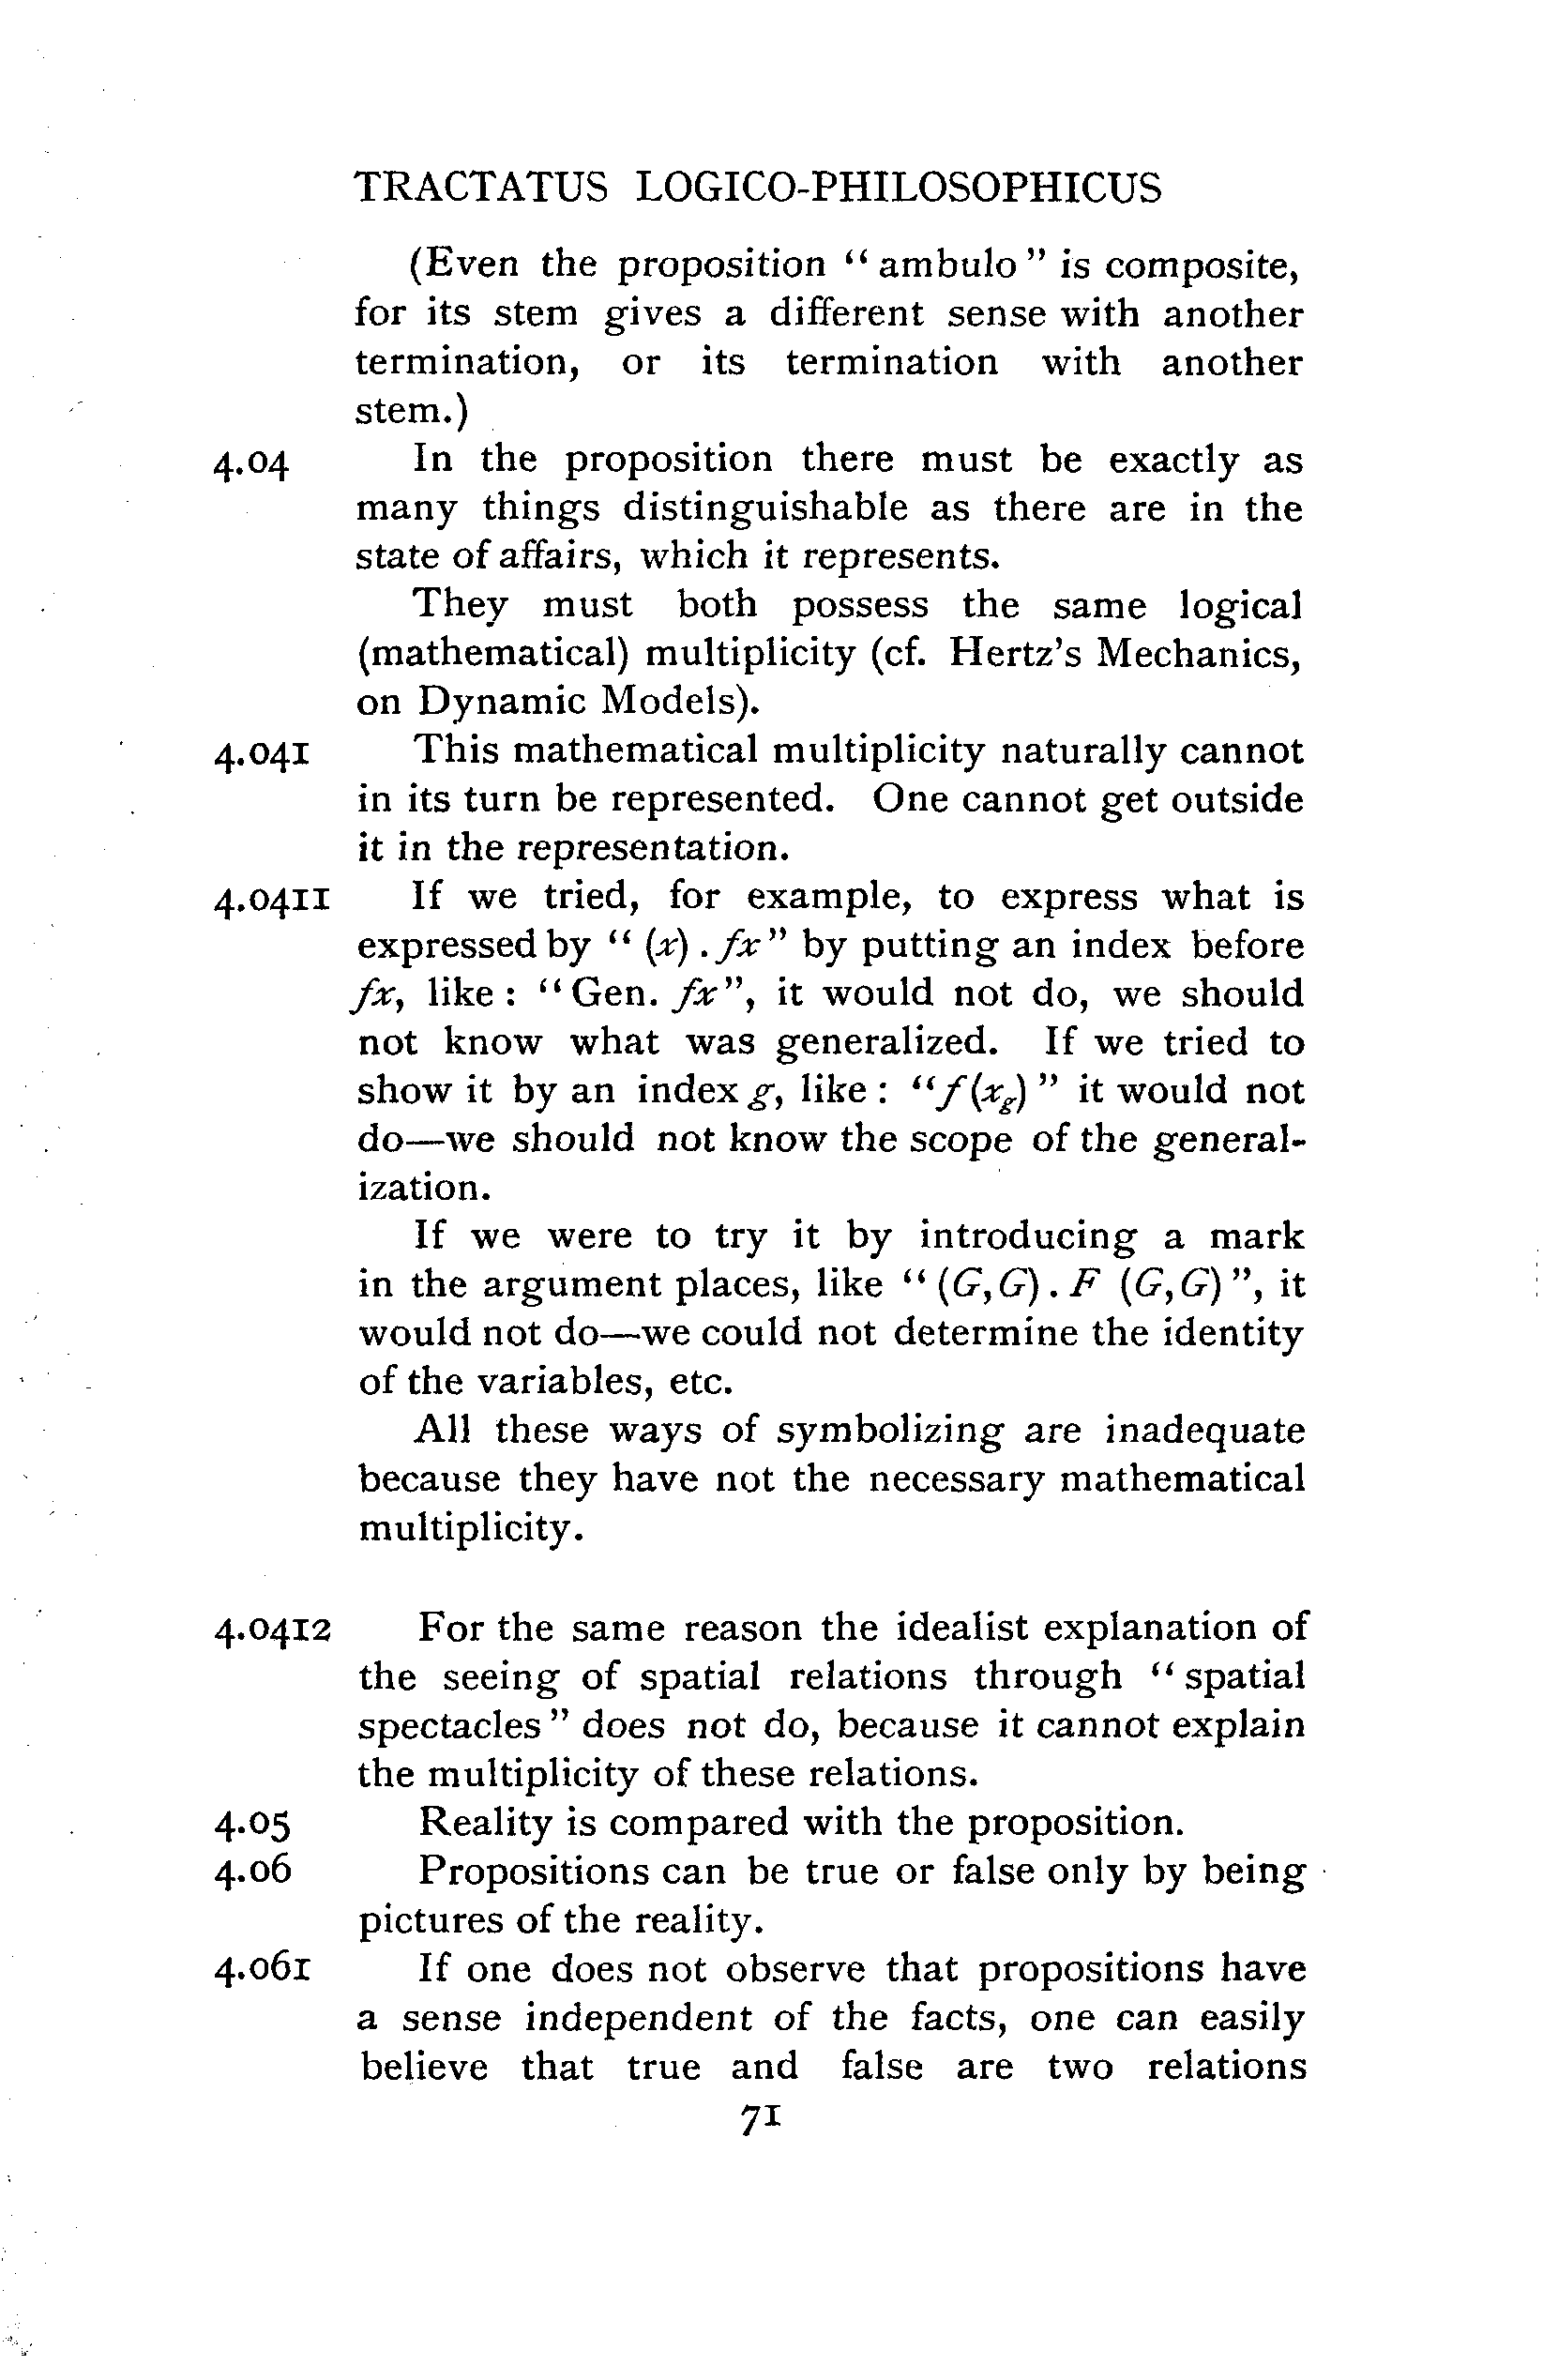 TRACTATUS LOGICO-PHILOSOPHICUS
(Even the proposition “ambulo” is composite,
for its stem gives a different sense with another
termination, or its termination with another
stem.)
4.04 In the proposition there must be exactly as
many things distinguishable as there are in the
state of affairs, which it represents.
They must both possess the same logical
(mathematical) multiplicity (cf. Hertz’s Mechanics,
on Dynamic Models).
4.041 This mathematical multiplicity naturally cannot
in its turn be represented. One cannot get outside
it in the representation.
4.0411 If we tried, for example, to express what is
expressed by “(x) . fx” by putting an index before
fx, like: “Gen. fx”, it would not do, we should
not know what was generalized. If we tried to
show it by an index g, like: “f(x_g)” it would not
do—we should not know the scope of the general-
ization.
If we were to try it by introducing a mark
in the argument places, like “(G,G) . F (G,G)”, it
would not do—we could not determine the identity
of the variables, etc.
All these ways of symbolizing are inadequate
because they have not the necessary mathematical
multiplicity.
4.0412 For the same reason the idealist explanation of
the seeing of spatial relations through “spatial
spectacles” does not do, because it cannot explain
the multiplicity of these relations.
4.05 Reality is compared with the proposition.
4.06 Propositions can be true or false only by being
pictures of the reality.
4.061 If one does not observe that propositions have
a sense independent of the facts, one can easily
believe that true and false are two relations
71